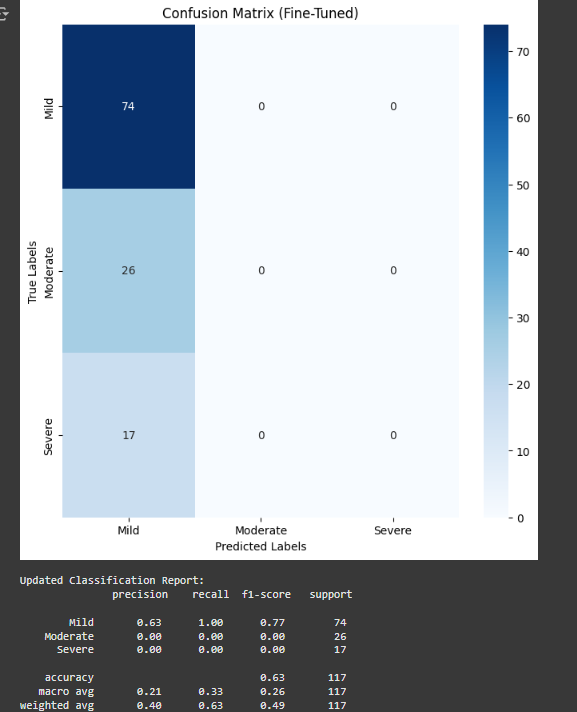 Confusion Matrix (Fine-Tuned)
Mild 74 0 0
Moderate 26 0 0
Severe 17 0 0
True Labels
Mild Moderate Severe
Predicted Labels
70
60
50
40
30
20
10
0
Updated Classification Report:
precision recall f1-score support
Mild 0.63 1.00 0.77 74
Moderate 0.00 0.00 0.00 26
Severe 0.00 0.00 0.00 17
accuracy 0.63 117
macro avg 0.21 0.33 0.26 117
weighted avg 0.40 0.63 0.49 117